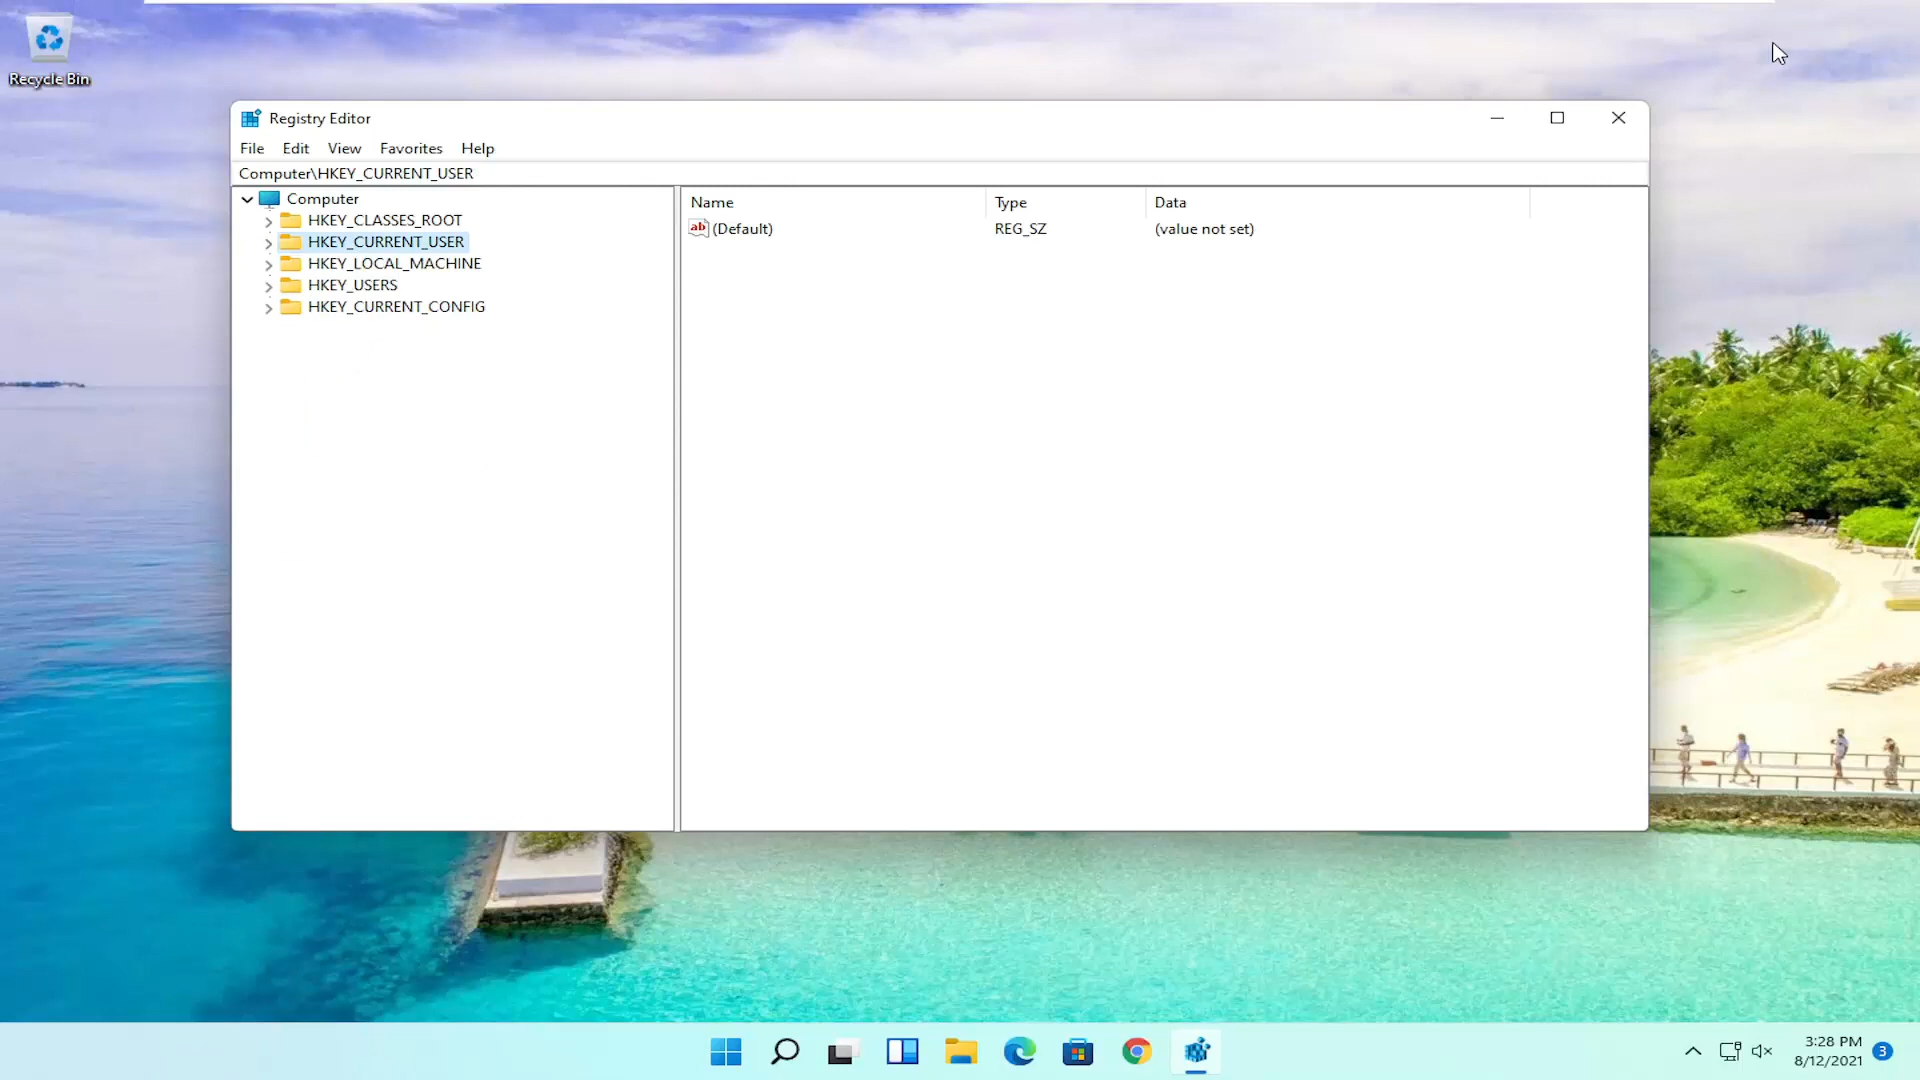 Recycle Bin
Registry Editor
File Edit View Favorites Help
Computer\HKEY_CURRENT_USER
Computer
HKEY_CLASSES_ROOT
HKEY_CURRENT_USER
HKEY_LOCAL_MACHINE
HKEY_USERS
HKEY_CURRENT_CONFIG
Name Type Data
ab (Default) REG_SZ (value not set)
3:28 PM
8/12/2021
3